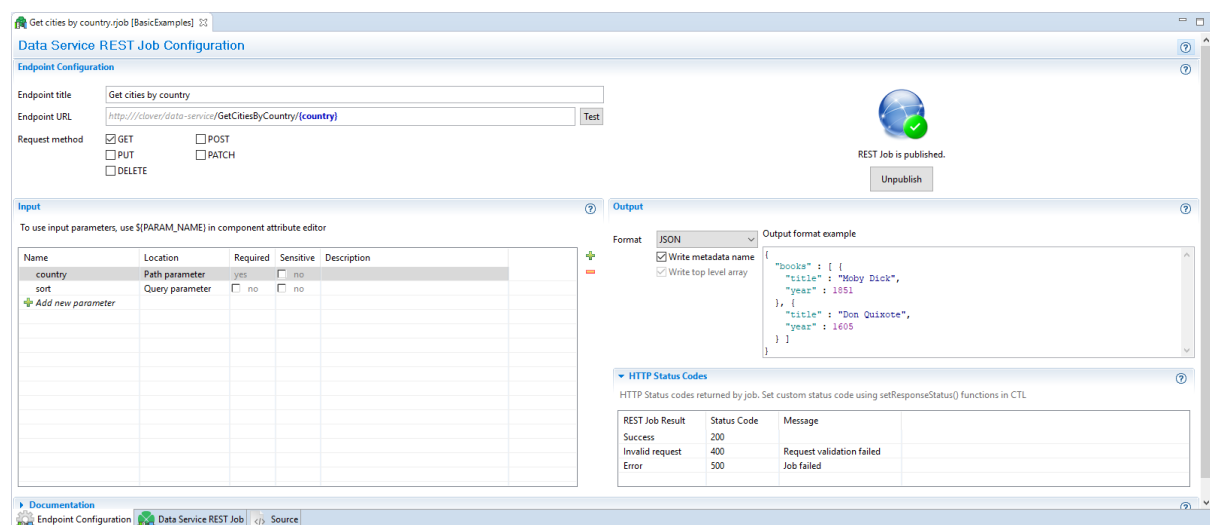 Get cities by country.rjob [BasicExamples]
Data Service REST Job Configuration
Endpoint Configuration
Endpoint title Get cities by country
Endpoint URL http:///clover/data-service/GetCitiesByCountry/{country} Test
Request method GET POST
PUT PATCH
DELETE
REST Job is published.
Unpublish
Input
To use input parameters, use ${PARAM_NAME} in component attribute editor
Name Location Required Sensitive Description
country Path parameter yes no
sort Query parameter no no
Add new parameter
Output
Format JSON
Write metadata name
Write top level array
Output format example
{
"books" : [ {
"title" : "Moby Dick",
"year" : 1851
}, {
"title" : "Don Quixote",
"year" : 1605
} ]
}
HTTP Status Codes
HTTP Status codes returned by job. Set custom status code using setResponseStatus() functions in CTL
REST Job Result Status Code Message
Success 200
Invalid request 400 Request validation failed
Error 500 Job failed
Documentation
Endpoint Configuration Data Service REST Job Source